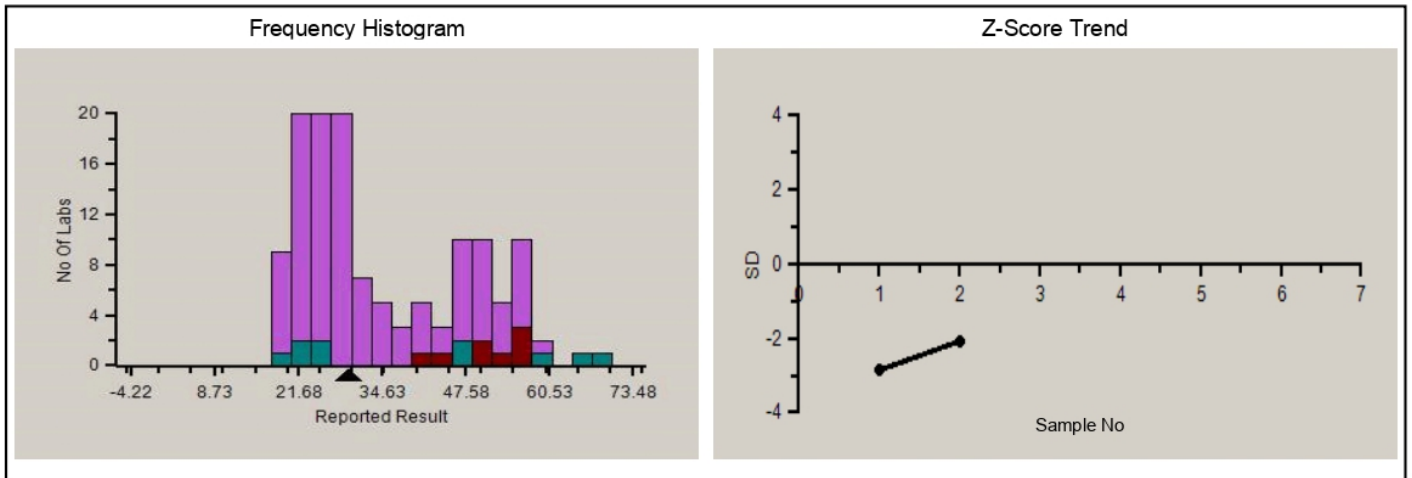 Frequency Histogram
20
16
12
8
4
0
No Of Labs
-4.22 8.73 21.68 34.63 47.58 60.53 73.48
Reported Result
Z-Score Trend
4
2
0
-2
-4
SD
0 1 2 3 4 5 6 7
Sample No